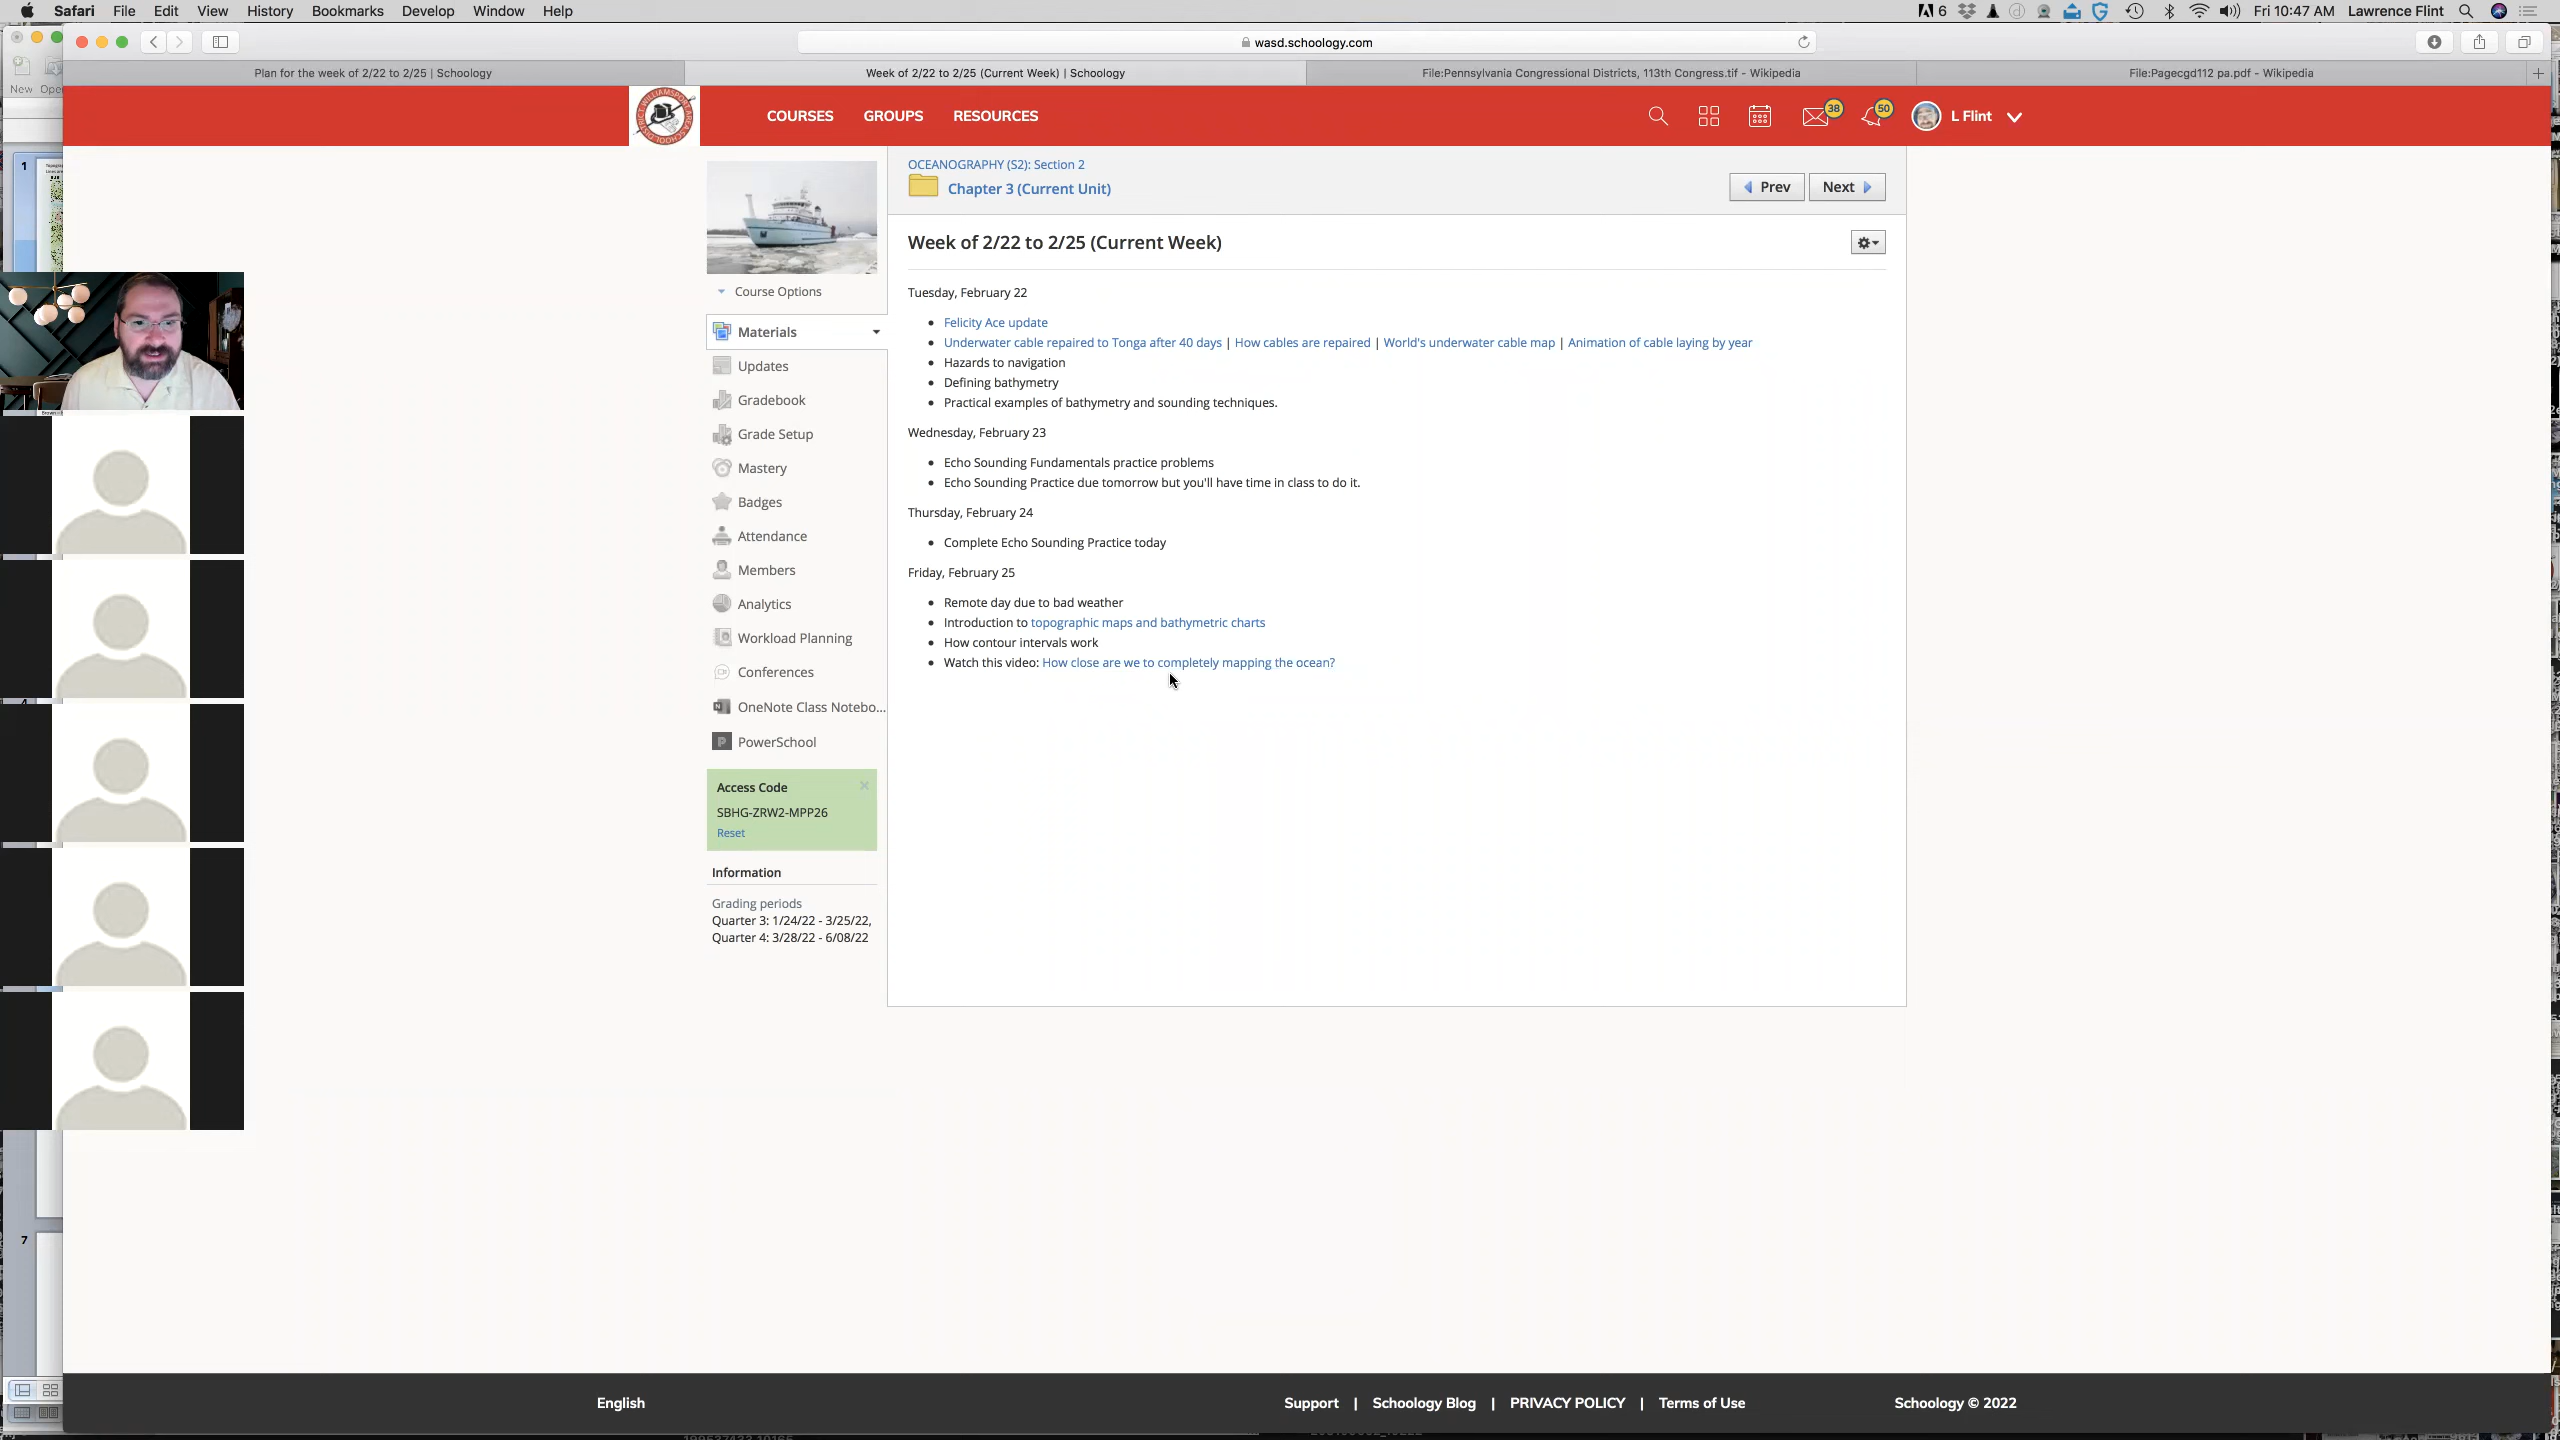 Safari File Edit View History Bookmarks Develop Window Help
6 Fri 10:47 AM Lawrence Flint
wasd.schoology.com
New
Plan for the week of 2/22 to 2/25 | Schoology
Week of 2/22 to 2/25 (Current Week) | Schoology
File:Pennsylvania Congressional Districts, 113th Congress.tif - Wikipedia
File:Pagecgd112 pa.pdf - Wikipedia
COURSES GROUPS RESOURCES
38 50 L Flint
1
OCEANOGRAPHY (S2): Section 2
Chapter 3 (Current Unit)
Prev Next
Course Options
Materials
Updates
Gradebook
Grade Setup
Mastery
Badges
Attendance
Members
Analytics
Workload Planning
Conferences
OneNote Class Notebo...
PowerSchool
Access Code
SBHG-ZRW2-MPP26
Reset
Information
Grading periods
Quarter 3: 1/24/22 - 3/25/22,
Quarter 4: 3/28/22 - 6/08/22
Week of 2/22 to 2/25 (Current Week)
Tuesday, February 22
Felicity Ace update
Underwater cable repaired to Tonga after 40 days | How cables are repaired | World's underwater cable map | Animation of cable laying by year
Hazards to navigation
Defining bathymetry
Practical examples of bathymetry and sounding techniques.
Wednesday, February 23
Echo Sounding Fundamentals practice problems
Echo Sounding Practice due tomorrow but you'll have time in class to do it.
Thursday, February 24
Complete Echo Sounding Practice today
Friday, February 25
Remote day due to bad weather
Introduction to topographic maps and bathymetric charts
How contour intervals work
Watch this video: How close are we to completely mapping the ocean?
7
English
Support | Schoology Blog | PRIVACY POLICY | Terms of Use
Schoology © 2022